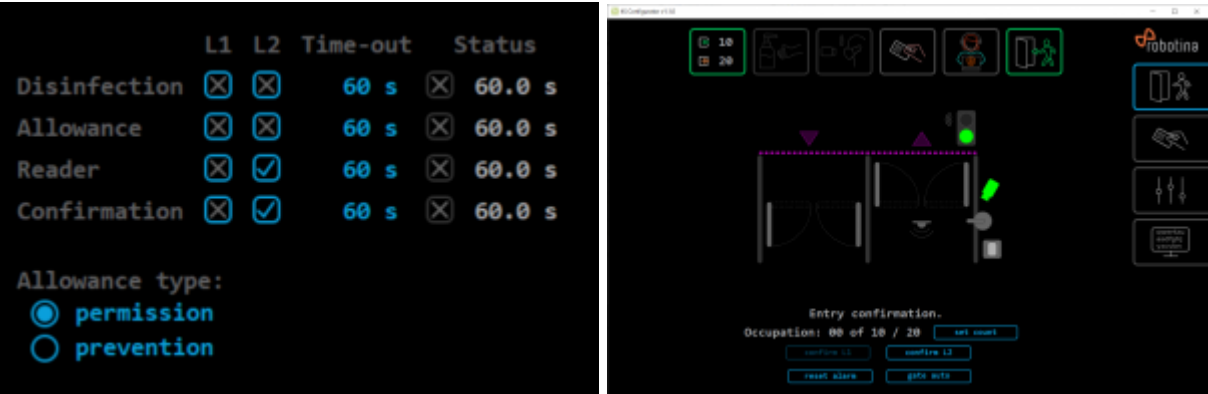 L1 L2 Time-out Status
Disinfection 60 s 60.0 s
Allowance 60 s 60.0 s
Reader 60 s 60.0 s
Confirmation 60 s 60.0 s
Allowance type:
permission
prevention
10
20
robotina
Entry confirmation.
Occupation: 00 of 10 / 20 set count
confirm L1 confirm L2
reset alarm gate auto